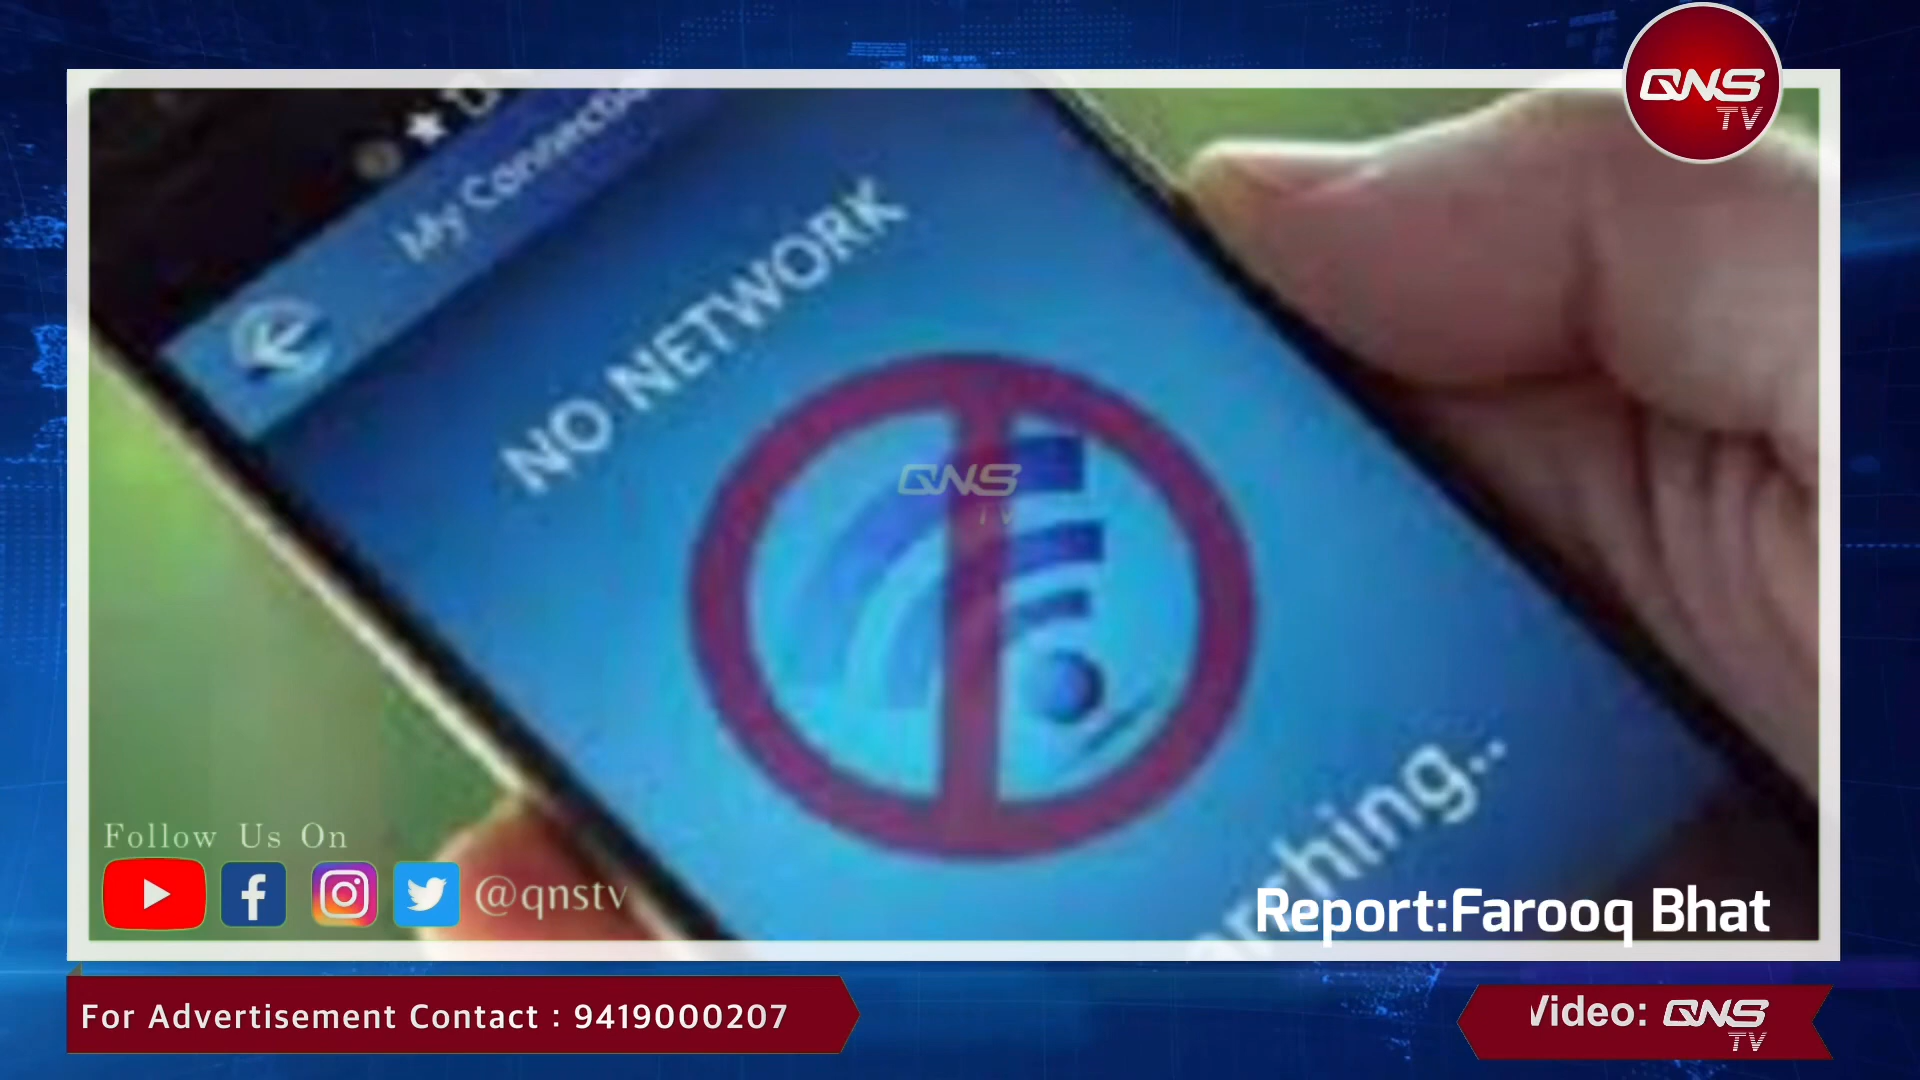 QNS
TV
My Connectio
NO NETWORK
QNS
TV
arching..
Follow Us On
@qnstv
Report:Farooq Bhat
For Advertisement Contact : 9419000207
Video: QNS
TV